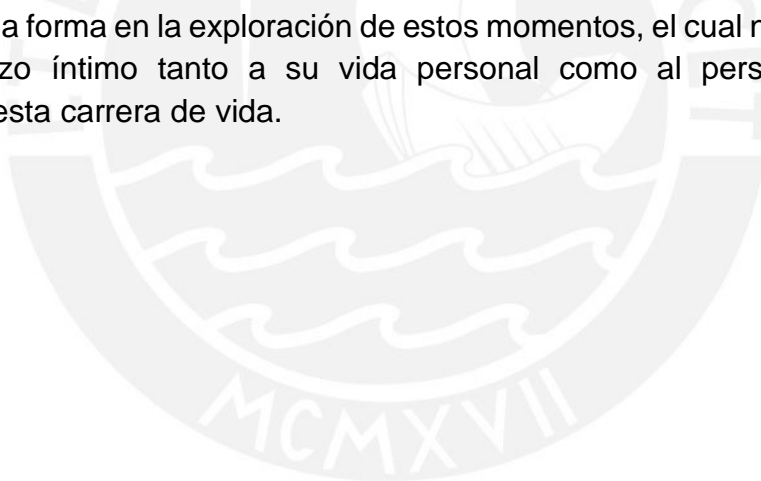 a forma en la exploración de estos momentos, el cual
zo íntimo tanto a su vida personal como al
esta carrera de vida.
MCMXVII